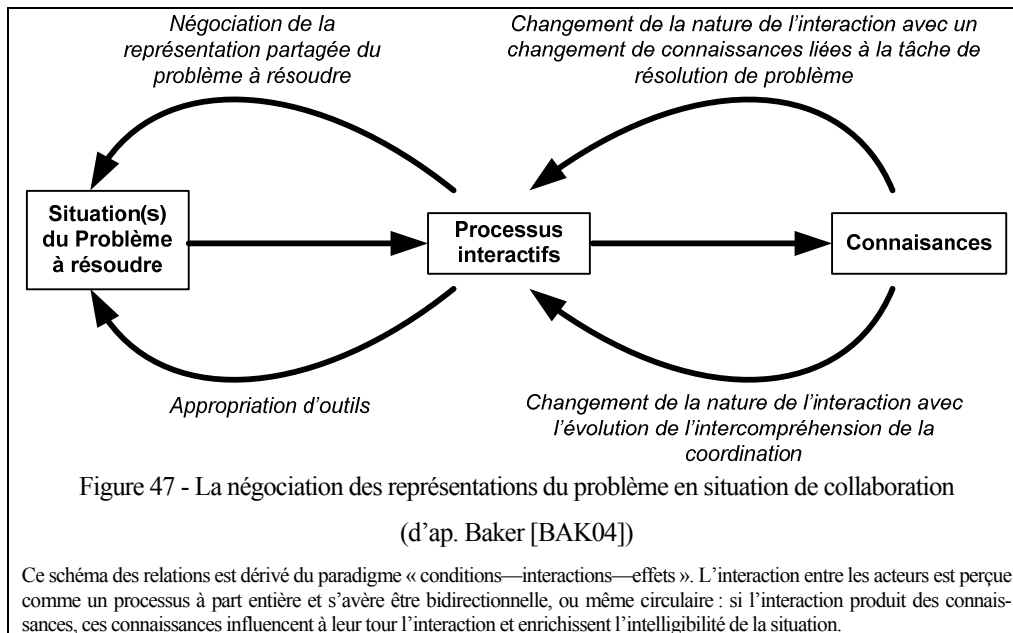 Négociation de la
représentation partagée du
problème à résoudre
Changement de la nature de l'interaction avec un
changement de connaissances liées à la tâche de
résolution de problème
Situation(s)
du Problème
à résoudre
Processus
interactifs
Connaisances
Appropriation d'outils
Changement de la nature de l'interaction avec
l'évolution de l'intercompréhension de la
coordination
Figure 47 - La négociation des représentations du problème en situation de collaboration
(d'ap. Baker [BAK04])
Ce schéma des relations est dérivé du paradigme « conditions—interactions—effets ». L'interaction entre les acteurs est perçue
comme un processus à part entière et s'avère être bidirectionnelle, ou même circulaire : si l'interaction produit des connais-
sances, ces connaissances influencent à leur tour l'interaction et enrichissent l'intelligibilité de la situation.